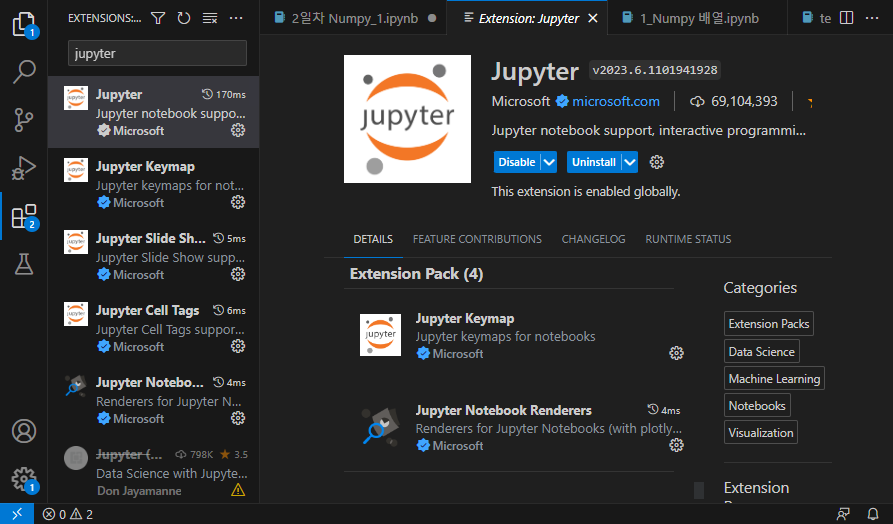 EXTENSIONS:...
2일차 Numpy_1.ipynb
Extension: Jupyter
1_Numpy 배열.ipynb
te
1
2
1
jupyter
Jupyter
170ms
Jupyter notebook suppo...
Microsoft
Jupyter Keymap
Jupyter keymaps for not...
Microsoft
Jupyter Slide Sh...
5ms
Jupyter Slide Show supp...
Microsoft
Jupyter Cell Tags
6ms
Jupyter Cell Tags suppor...
Microsoft
Jupyter Notebo...
4ms
Renderers for Jupyter N...
Microsoft
Jupyter (...
798K
3.5
Data Science with Jupyte...
Don Jayamanne
jupyter
Jupyter
v2023.6.1101941928
Microsoft
microsoft.com
69,104,393
Jupyter notebook support, interactive programmi...
Disable
Uninstall
This extension is enabled globally.
DETAILS
FEATURE CONTRIBUTIONS
CHANGELOG
RUNTIME STATUS
Extension Pack (4)
jupyter
Jupyter Keymap
Jupyter keymaps for notebooks
Microsoft
Jupyter Notebook Renderers
4ms
Renderers for Jupyter Notebooks (with plotly...
Microsoft
Categories
Extension Packs
Data Science
Machine Learning
Notebooks
Visualization
Extension
0
2